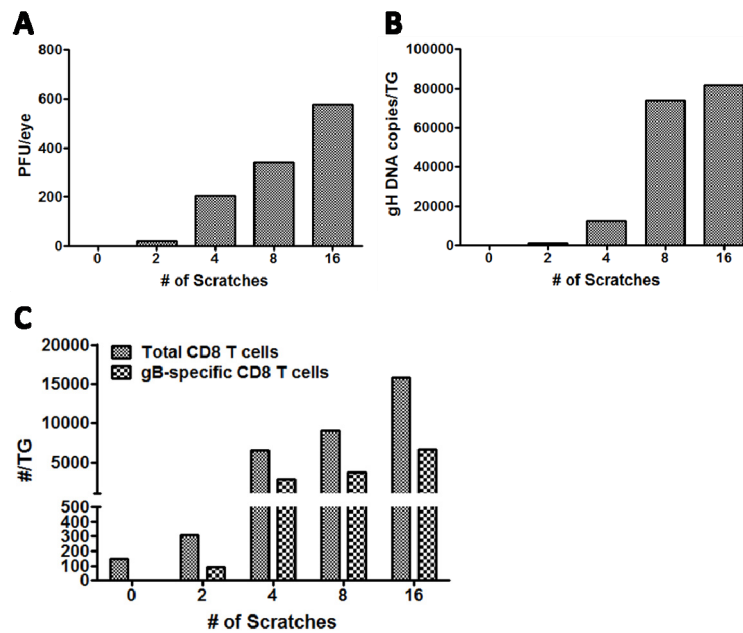 A
800
600
400
200
0
PFU/eye
0 2 4 8 16
# of Scratches
B
100000
80000
60000
40000
20000
0
gH DNA copies/TG
0 2 4 8 16
# of Scratches
C
20000
15000
10000
5000
500
400
300
200
100
0
#/TG
Total CD8 T cells
gB-specific CD8 T cells
0 2 4 8 16
# of Scratches